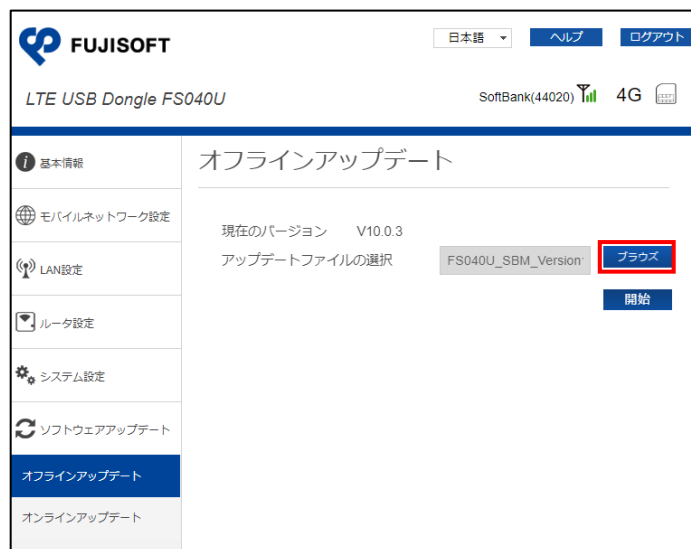 FUJISOFT
日本語 ヘルプ ログアウト
LTE USB Dongle FS040U
SoftBank(44020) 4G
基本情報
オフラインアップデート
モバイルネットワーク設定
現在のバージョン V10.0.3
アップデートファイルの選択 FS040U_SBM_Version ブラウズ
LAN設定
開始
ルータ設定
システム設定
ソフトウェアアップデート
オフラインアップデート
オンラインアップデート